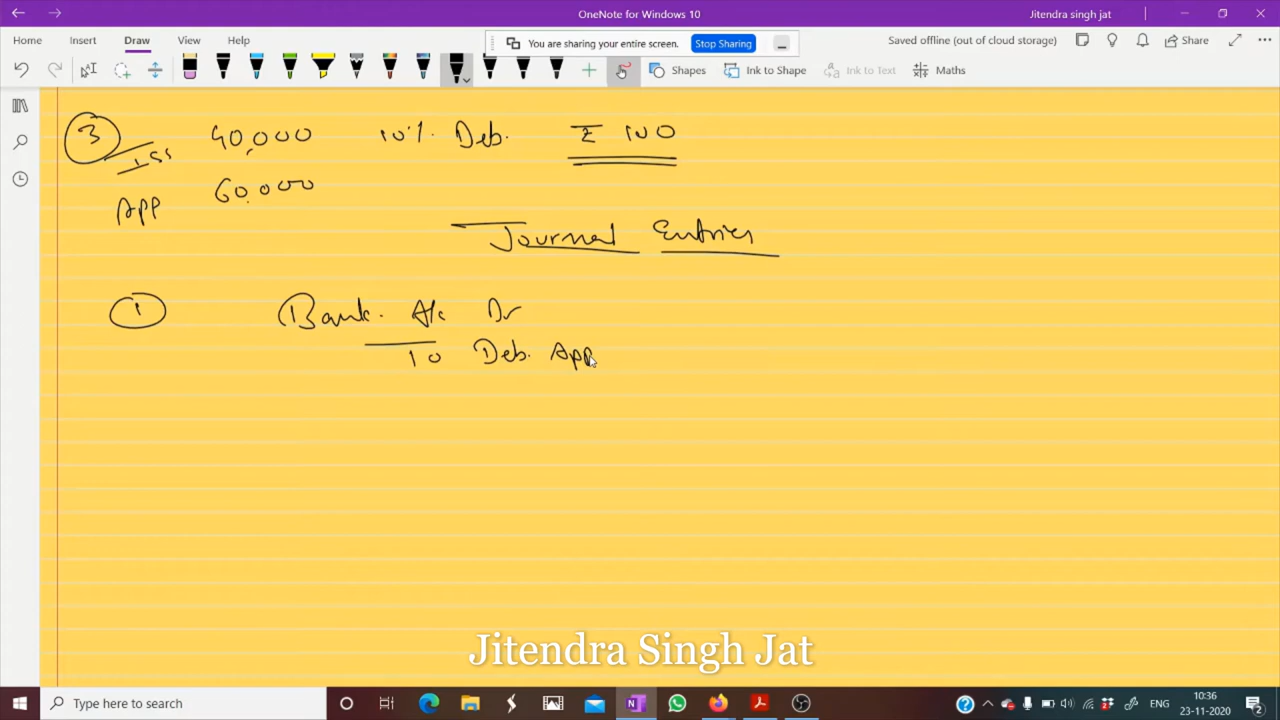 OneNote for Windows 10
Jitendra singh jat
Home Insert Draw View Help
You are sharing your entire screen. Stop Sharing
Saved offline (out of cloud storage)
Share
Shapes Ink to Shape Ink to Text Maths
3 40,000 10% Deb. ₹ 100
Iss
App 60,000
Journal Entries
1 Bank. A/c Dr
To Deb. App
Jitendra Singh Jat
Type here to search
ENG
10:36
23-11-2020
2